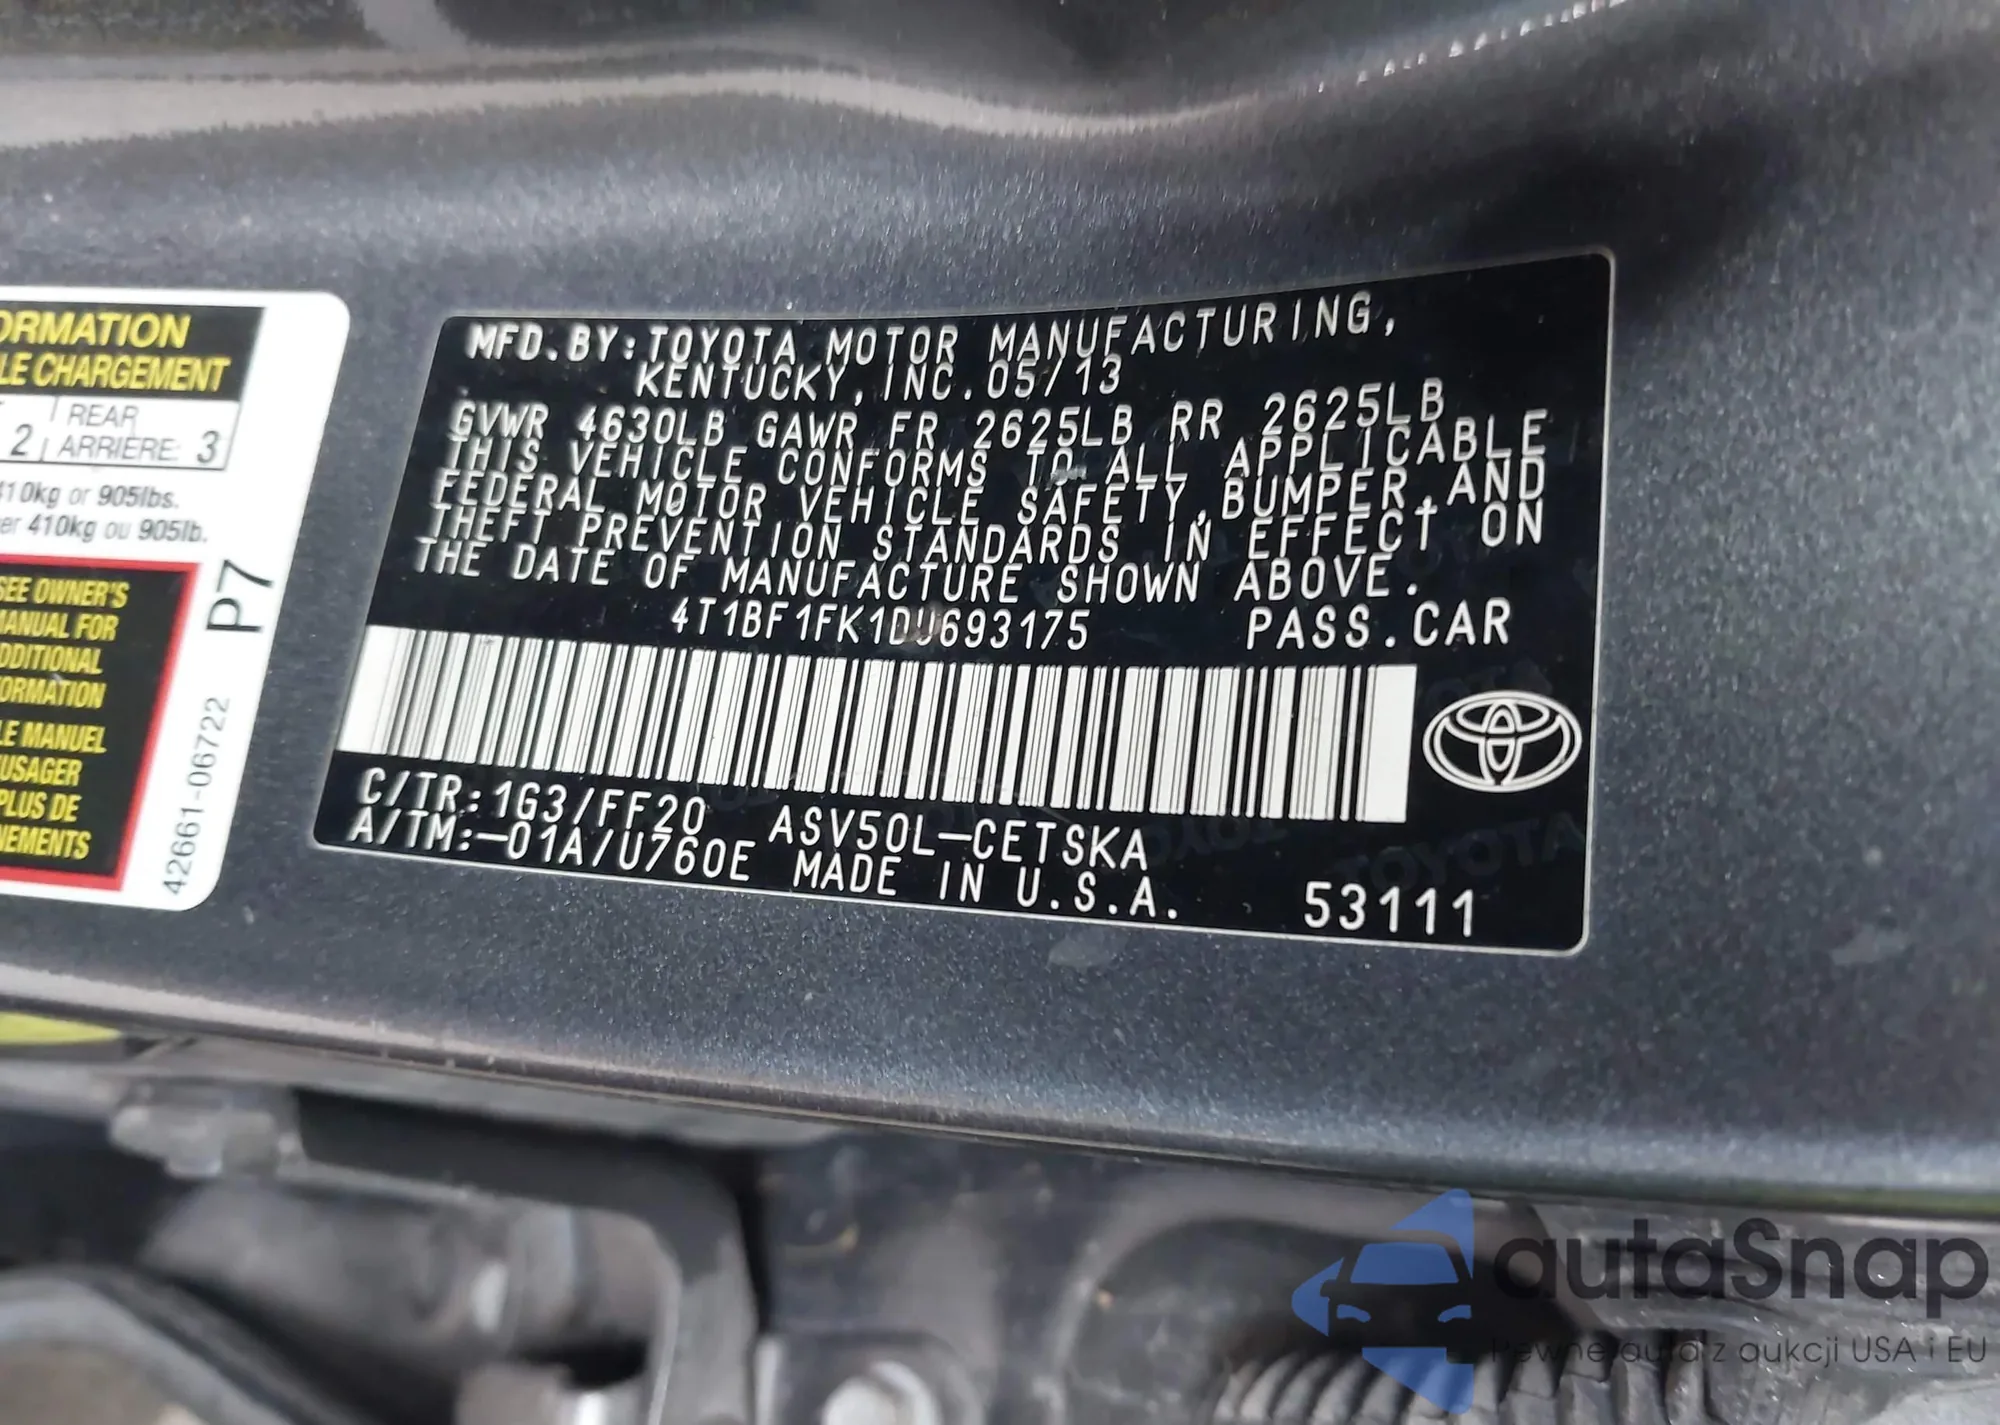 ORMATION
LE CHARGEMENT
REAR
2 ARRIÈRE: 3
410kg or 905lbs.
er 410kg ou 905lb.
SEE OWNER'S
MANUAL FOR
DDITIONAL
ORMATION
LE MANUEL
USAGER
PLUS DE
NEMENTS
P7
42661-06722
MFD.BY:TOYOTA MOTOR MANUFACTURING,
KENTUCKY,INC.05/13
GVWR 4630LB GAWR FR 2625LB RR 2625LB
THIS VEHICLE CONFORMS TO ALL APPLICABLE
FEDERAL MOTOR VEHICLE SAFETY,BUMPER,AND
THEFT PREVENTION STANDARDS IN EFFECT ON
THE DATE OF MANUFACTURE SHOWN ABOVE.
4T1BF1FK1DU693175 PASS.CAR
C/TR:1G3/FF20 ASV50L-CETSKA
A/TM:-01A/U760E MADE IN U.S.A. 53111
autaSnap
Pewne auta z aukcji USA i EU